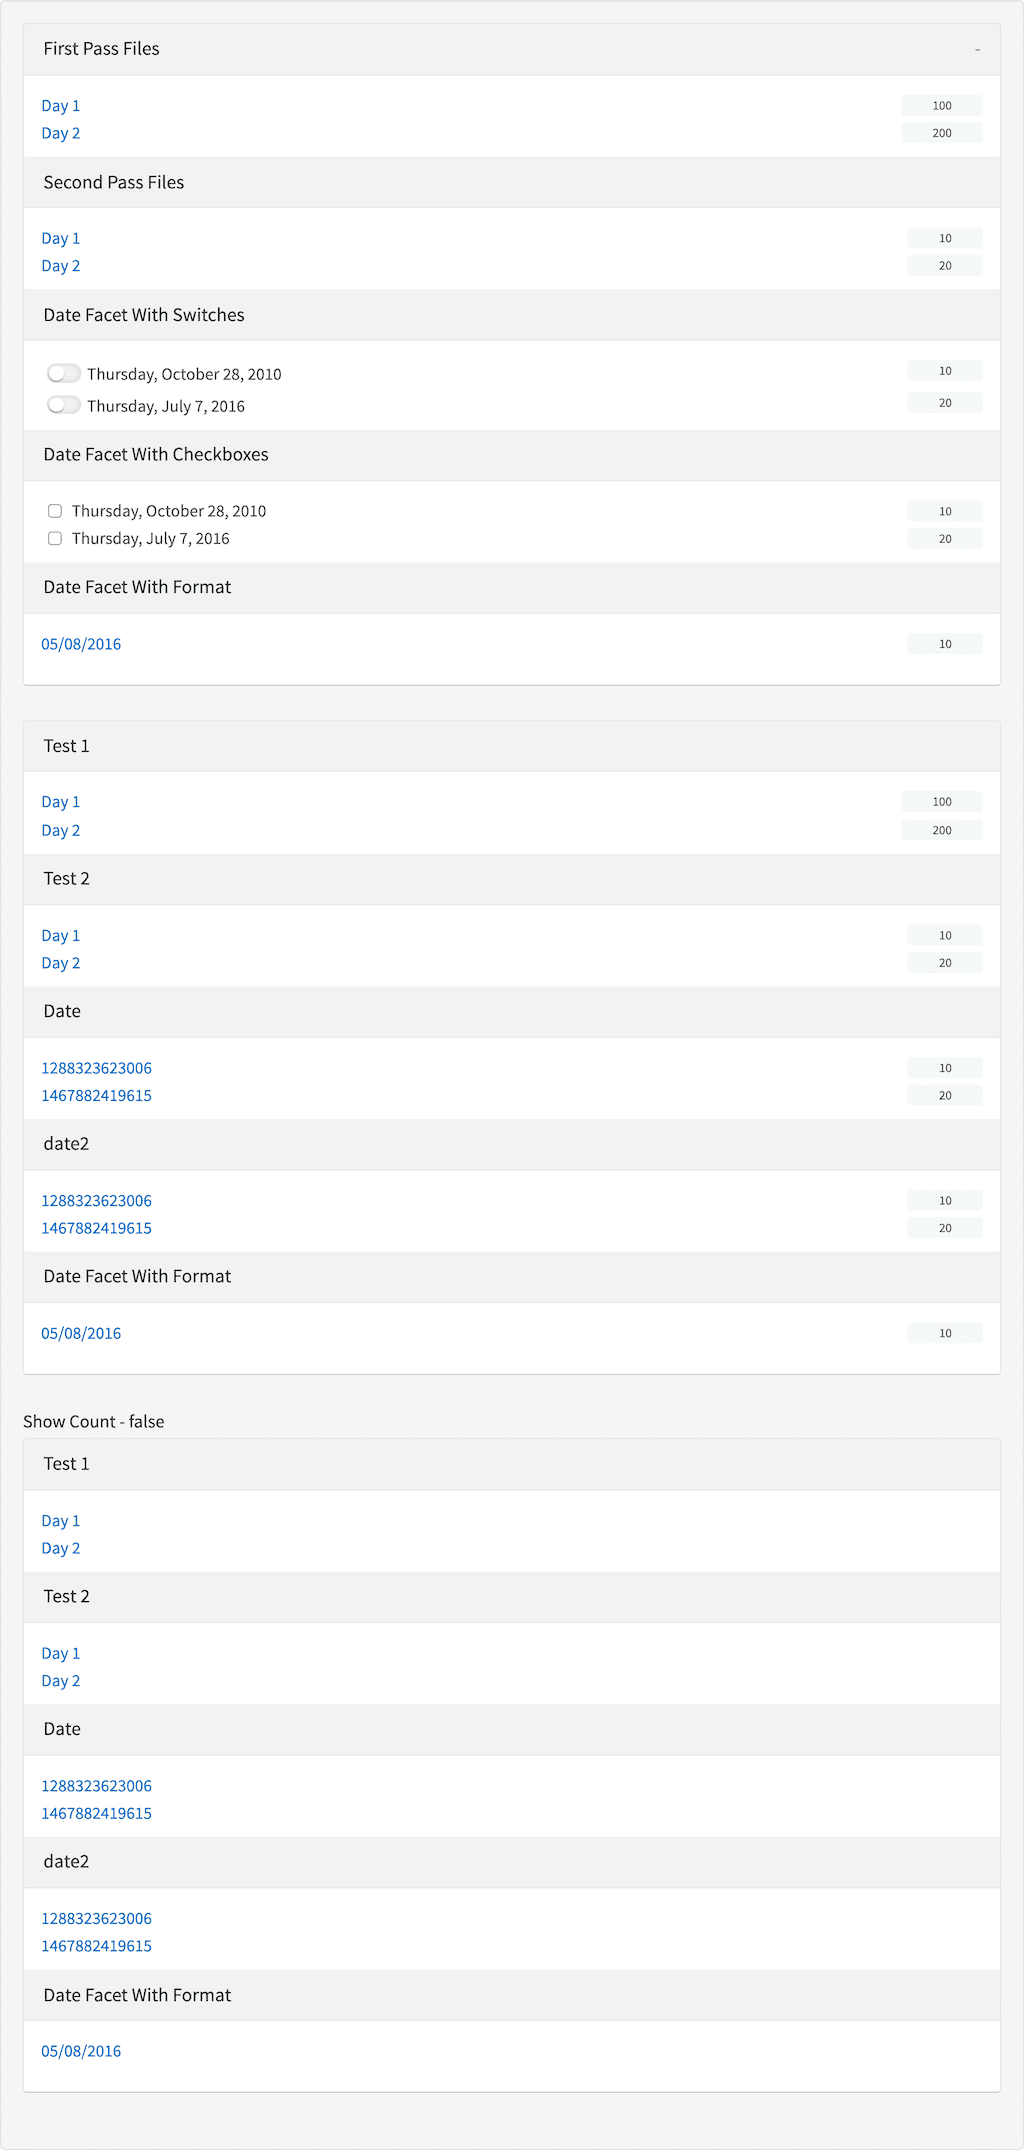 First Pass Files -
Day 1 100
Day 2 200
Second Pass Files
Day 1 10
Day 2 20
Date Facet With Switches
Thursday, October 28, 2010 10
Thursday, July 7, 2016 20
Date Facet With Checkboxes
Thursday, October 28, 2010 10
Thursday, July 7, 2016 20
Date Facet With Format
05/08/2016 10
Test 1
Day 1 100
Day 2 200
Test 2
Day 1 10
Day 2 20
Date
1288323623006 10
1467882419615 20
date2
1288323623006 10
1467882419615 20
Date Facet With Format
05/08/2016 10
Show Count - false
Test 1
Day 1
Day 2
Test 2
Day 1
Day 2
Date
1288323623006
1467882419615
date2
1288323623006
1467882419615
Date Facet With Format
05/08/2016